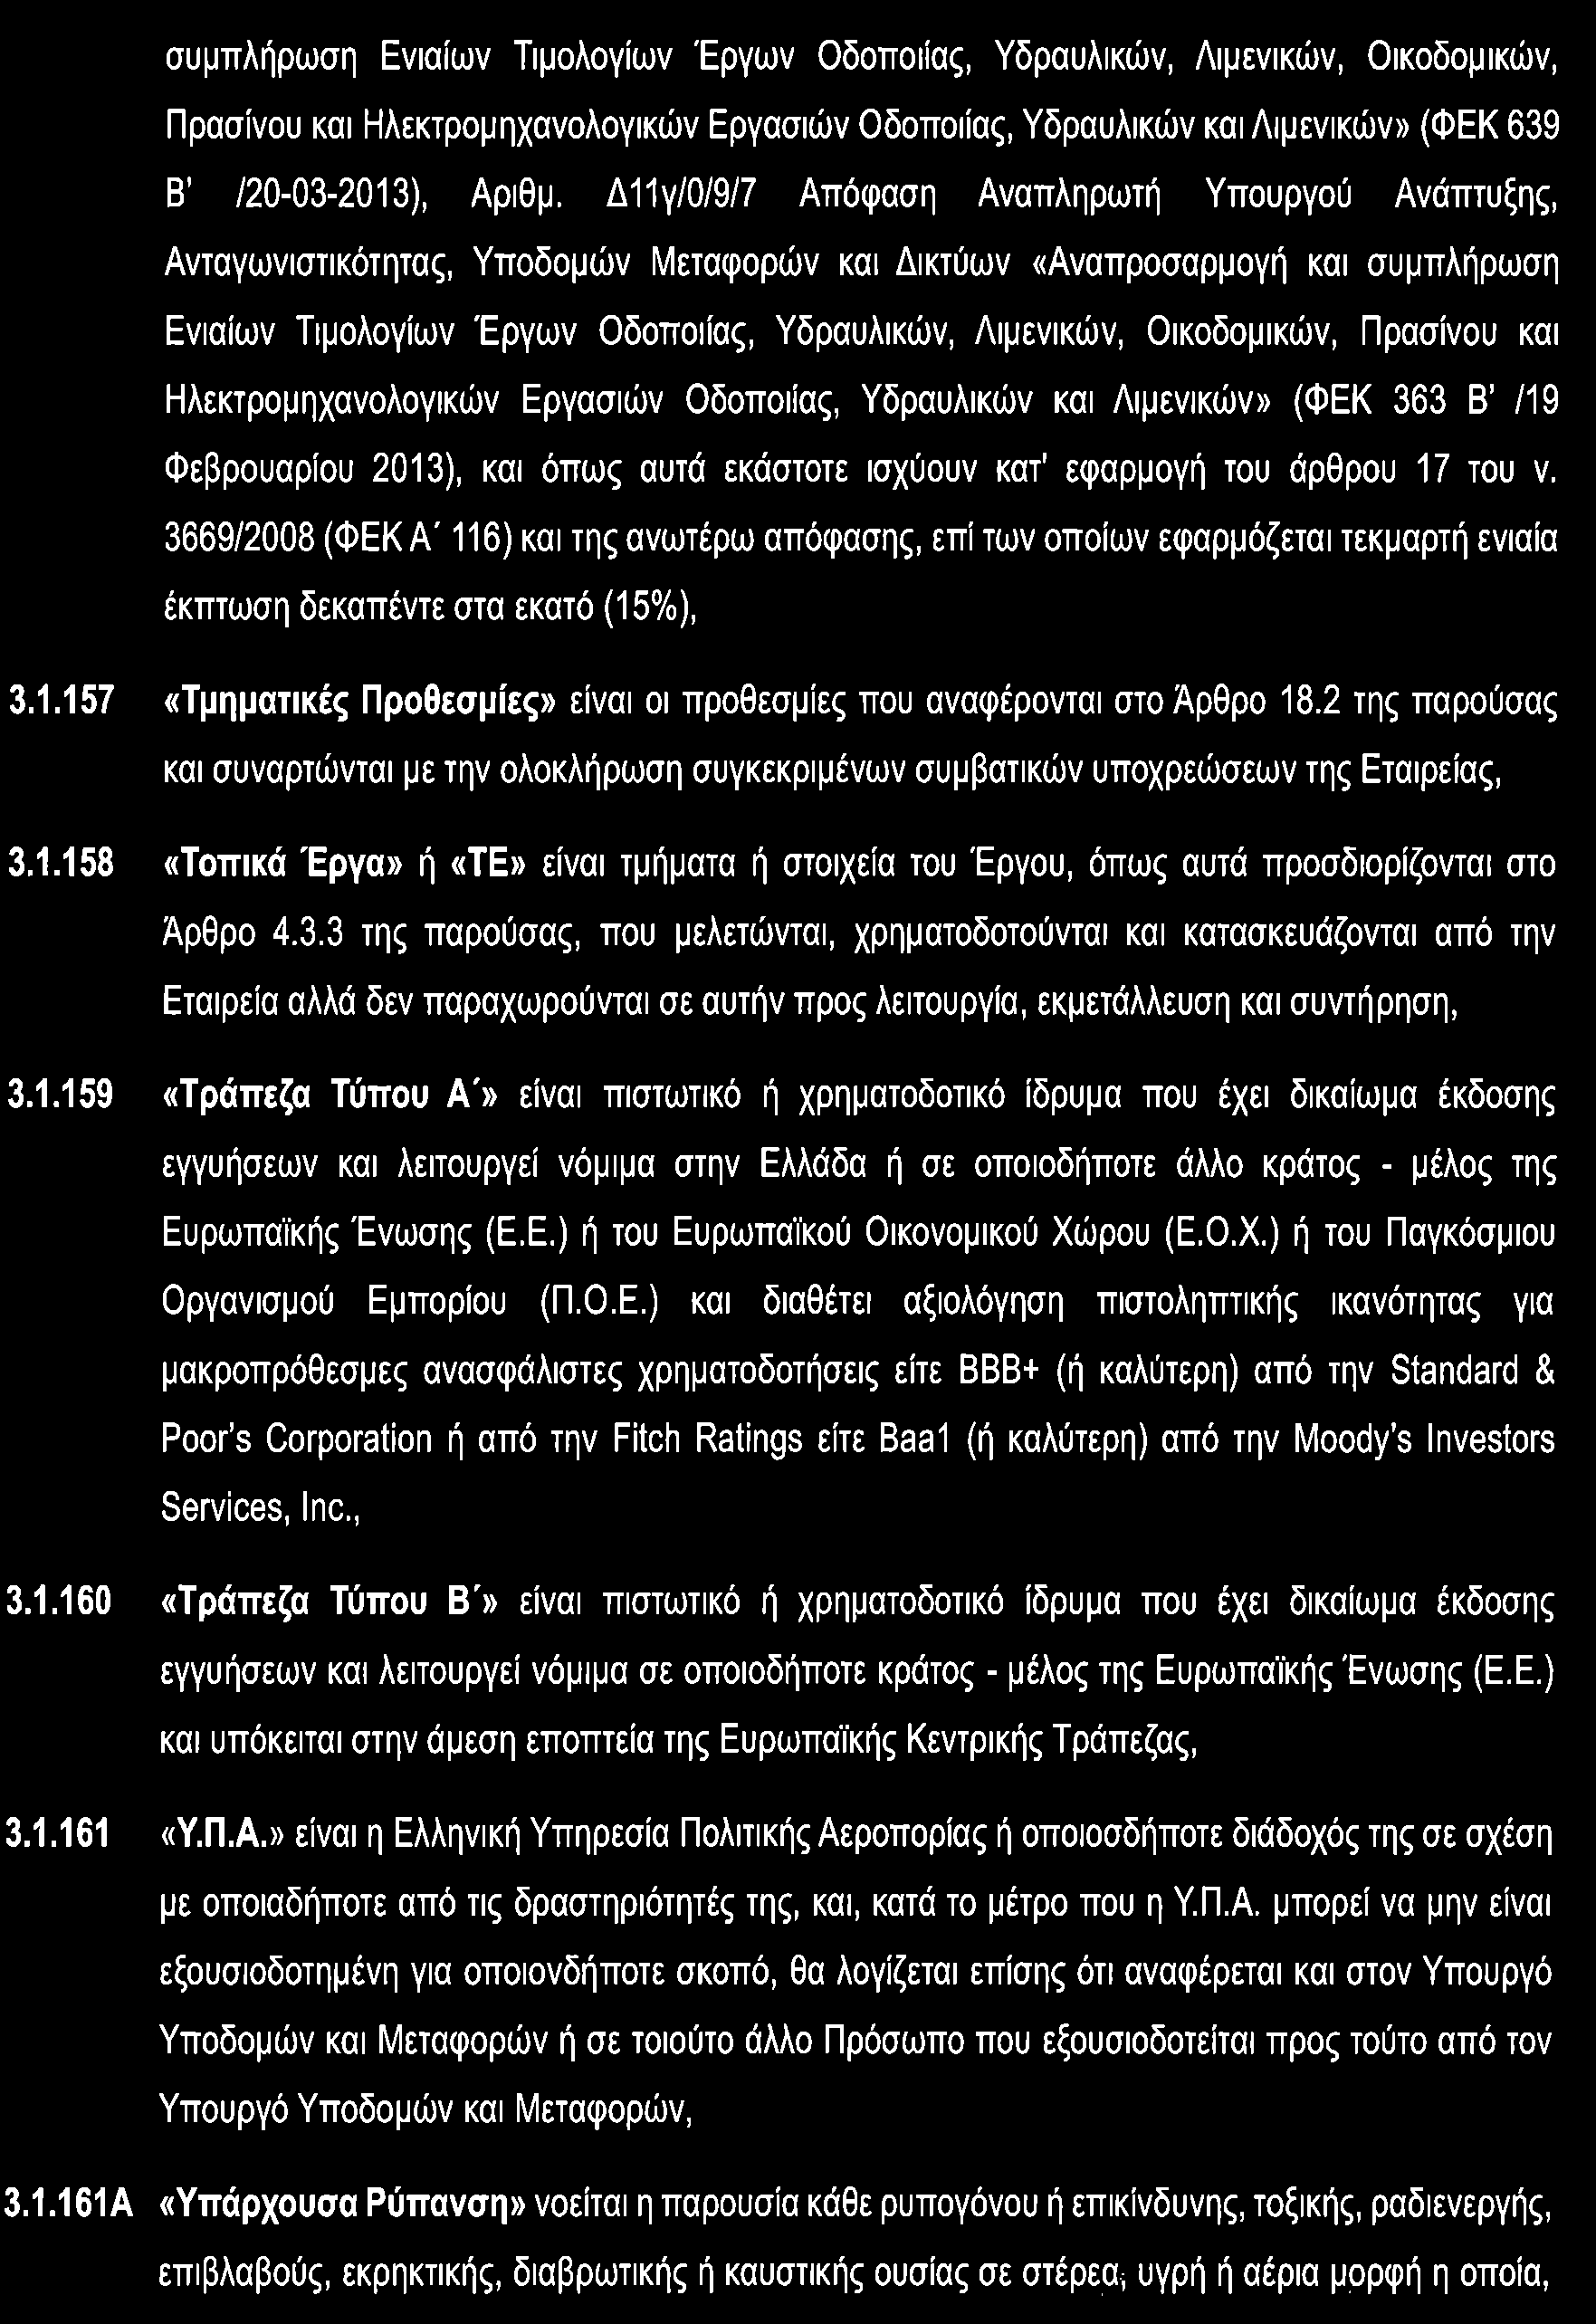 συμπλήρωση Ενιαίων Τιμολογίων Έργων Οδοποιίας, Υδραυλικών, Λιμενικών, Οικοδομικών,
Πρασίνου και Ηλεκτρομηχανολογικών Εργασιών Οδοποιίας, Υδραυλικών και Λιμενικών» (ΦΕΚ 639
Β’ /20-03-2013), Αριθμ. Δ11γ/0/9/7 Απόφαση Αναπληρωτή Υπουργού Ανάπτυξης,
Ανταγωνιστικότητας, Υποδομών Μεταφορών και Δικτύων «Αναπροσαρμογή και συμπλήρωση
Ενιαίων Τιμολογίων Έργων Οδοποιίας, Υδραυλικών, Λιμενικών, Οικοδομικών, Πρασίνου και
Ηλεκτρομηχανολογικών Εργασιών Οδοποιίας, Υδραυλικών και Λιμενικών» (ΦΕΚ 363 Β’ /19
Φεβρουαρίου 2013), και όπως αυτά εκάστοτε ισχύουν κατ' εφαρμογή του άρθρου 17 του ν.
3669/2008 (ΦΕΚ Α΄ 116) και της ανωτέρω απόφασης, επί των οποίων εφαρμόζεται τεκμαρτή ενιαία
έκπτωση δεκαπέντε στα εκατό (15%),
3.1.157 «Τμηματικές Προθεσμίες» είναι οι προθεσμίες που αναφέρονται στο Άρθρο 18.2 της παρούσας
και συναρτώνται με την ολοκλήρωση συγκεκριμένων συμβατικών υποχρεώσεων της Εταιρείας,
3.1.158 «Τοπικά Έργα» ή «ΤΕ» είναι τμήματα ή στοιχεία του Έργου, όπως αυτά προσδιορίζονται στο
Άρθρο 4.3.3 της παρούσας, που μελετώνται, χρηματοδοτούνται και κατασκευάζονται από την
Εταιρεία αλλά δεν παραχωρούνται σε αυτήν προς λειτουργία, εκμετάλλευση και συντήρηση,
3.1.159 «Τράπεζα Τύπου Α΄» είναι πιστωτικό ή χρηματοδοτικό ίδρυμα που έχει δικαίωμα έκδοσης
εγγυήσεων και λειτουργεί νόμιμα στην Ελλάδα ή σε οποιοδήποτε άλλο κράτος - μέλος της
Ευρωπαϊκής Ένωσης (Ε.Ε.) ή του Ευρωπαϊκού Οικονομικού Χώρου (Ε.Ο.Χ.) ή του Παγκόσμιου
Οργανισμού Εμπορίου (Π.Ο.Ε.) και διαθέτει αξιολόγηση πιστοληπτικής ικανότητας για
μακροπρόθεσμες ανασφάλιστες χρηματοδοτήσεις είτε BBB+ (ή καλύτερη) από την Standard &
Poor’s Corporation ή από την Fitch Ratings είτε Baa1 (ή καλύτερη) από την Moody’s Investors
Services, Inc.,
3.1.160 «Τράπεζα Τύπου Β΄» είναι πιστωτικό ή χρηματοδοτικό ίδρυμα που έχει δικαίωμα έκδοσης
εγγυήσεων και λειτουργεί νόμιμα σε οποιοδήποτε κράτος - μέλος της Ευρωπαϊκής Ένωσης (Ε.Ε.)
και υπόκειται στην άμεση εποπτεία της Ευρωπαϊκής Κεντρικής Τράπεζας,
3.1.161 «Υ.Π.Α.» είναι η Ελληνική Υπηρεσία Πολιτικής Αεροπορίας ή οποιοσδήποτε διάδοχός της σε σχέση
με οποιαδήποτε από τις δραστηριότητές της, και, κατά το μέτρο που η Υ.Π.Α. μπορεί να μην είναι
εξουσιοδοτημένη για οποιονδήποτε σκοπό, θα λογίζεται επίσης ότι αναφέρεται και στον Υπουργό
Υποδομών και Μεταφορών ή σε τοιούτο άλλο Πρόσωπο που εξουσιοδοτείται προς τούτο από τον
Υπουργό Υποδομών και Μεταφορών,
3.1.161Α «Υπάρχουσα Ρύπανση» νοείται η παρουσία κάθε ρυπογόνου ή επικίνδυνης, τοξικής, ραδιενεργής,
επιβλαβούς, εκρηκτικής, διαβρωτικής ή καυστικής ουσίας σε στέρεα, υγρή ή αέρια μορφή η οποία,